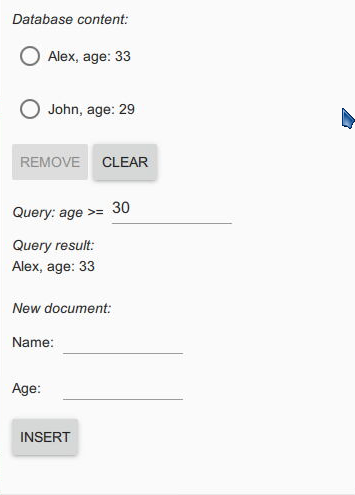 Database content:
Alex, age: 33
John, age: 29
REMOVE CLEAR
Query: age >= 30
Query result:
Alex, age: 33
New document:
Name:
Age:
INSERT